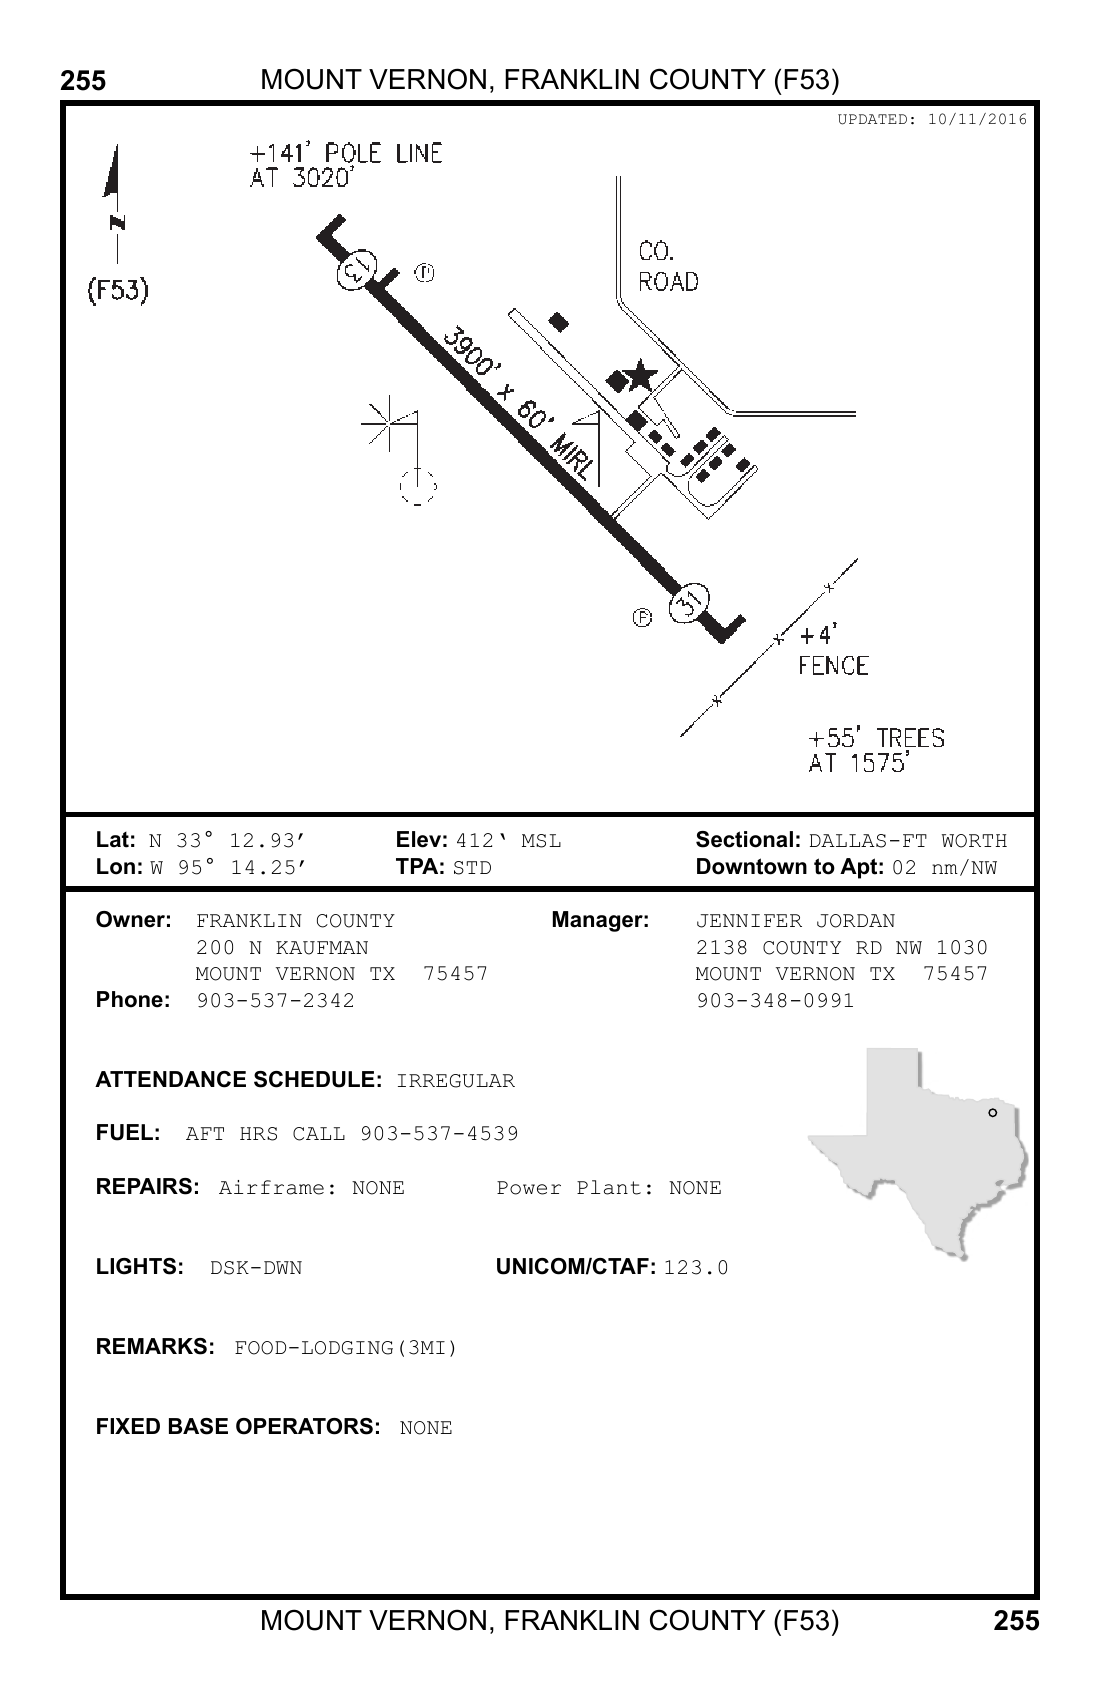 255 MOUNT VERNON, FRANKLIN COUNTY (F53)
UPDATED: 10/11/2016
+141' POLE LINE
AT 3020'
N
(F53)
CO.
ROAD
13
3900' x 60' MIRL
31
P
+4'
FENCE
+55' TREES
AT 1575'
Lat: N 33° 12.93’ Elev: 412‘ MSL Sectional: DALLAS-FT WORTH
Lon: W 95° 14.25’ TPA: STD Downtown to Apt: 02 nm/NW
Owner: FRANKLIN COUNTY Manager: JENNIFER JORDAN
200 N KAUFMAN 2138 COUNTY RD NW 1030
MOUNT VERNON TX 75457 MOUNT VERNON TX 75457
Phone: 903-537-2342 903-348-0991
ATTENDANCE SCHEDULE: IRREGULAR
FUEL: AFT HRS CALL 903-537-4539
REPAIRS: Airframe: NONE Power Plant: NONE
LIGHTS: DSK-DWN UNICOM/CTAF: 123.0
REMARKS: FOOD-LODGING(3MI)
FIXED BASE OPERATORS: NONE
MOUNT VERNON, FRANKLIN COUNTY (F53) 255